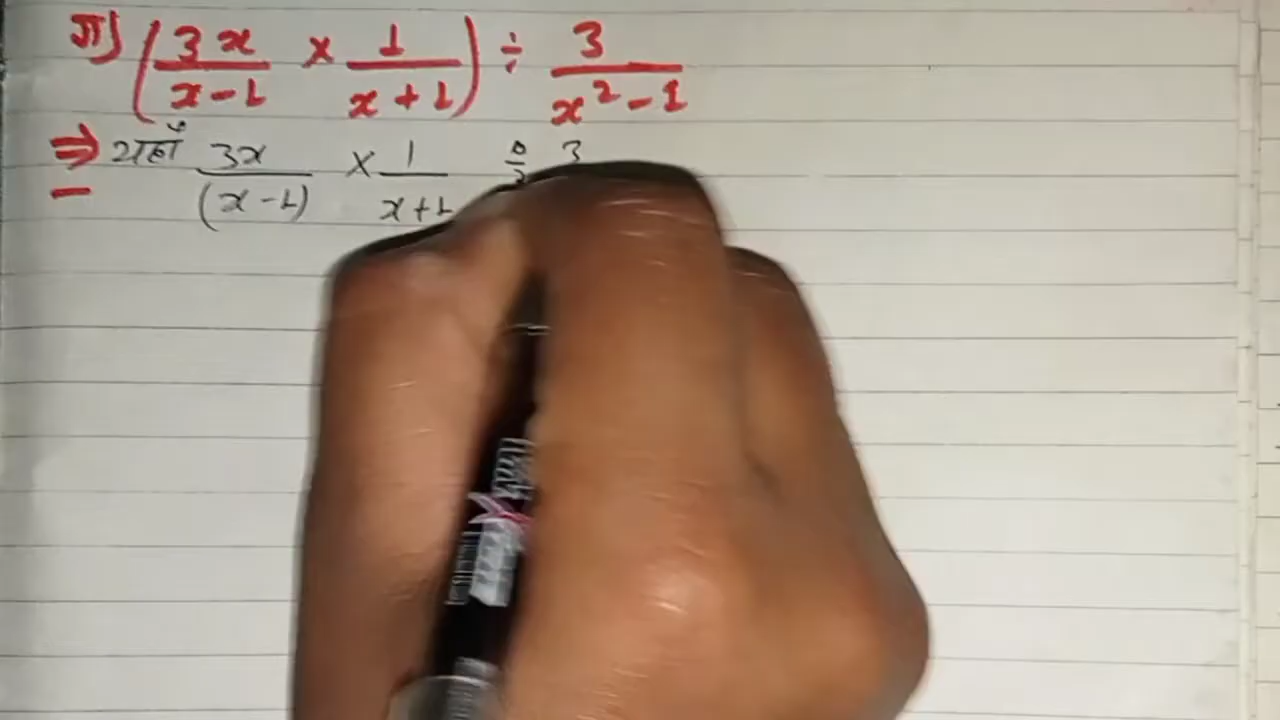 ग) (3x/x-1 × 1/x+1) ÷ 3/x²-1
⇒ यहाँ 3x/(x-1) × 1/x+1 ÷ 3